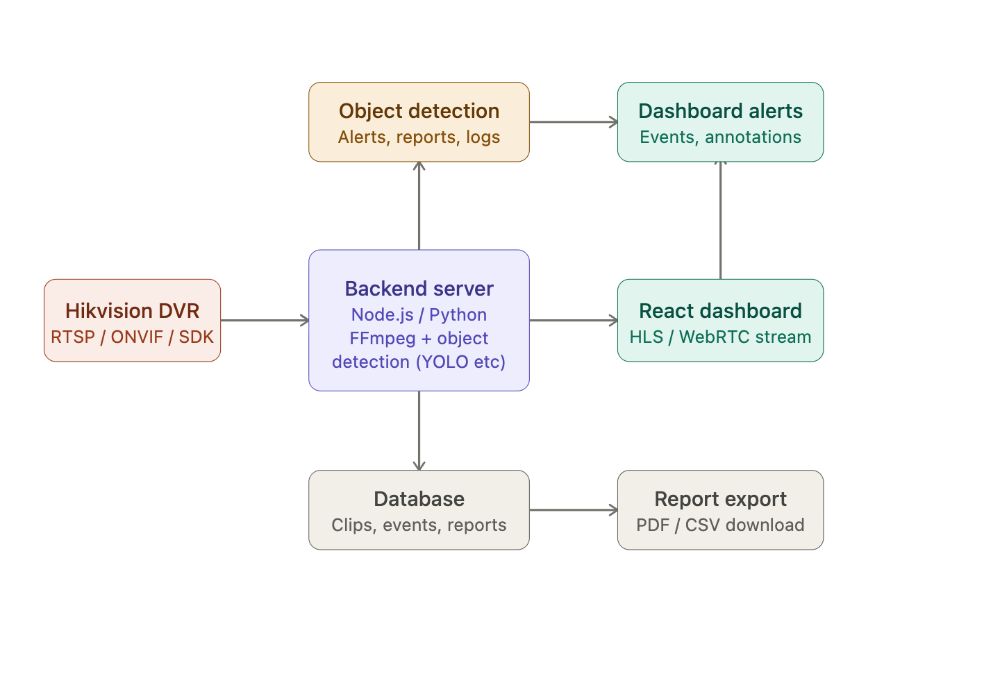 Object detection
Alerts, reports, logs
Dashboard alerts
Events, annotations
Hikvision DVR
RTSP / ONVIF / SDK
Backend server
Node.js / Python
FFmpeg + object
detection (YOLO etc)
React dashboard
HLS / WebRTC stream
Database
Clips, events, reports
Report export
PDF / CSV download